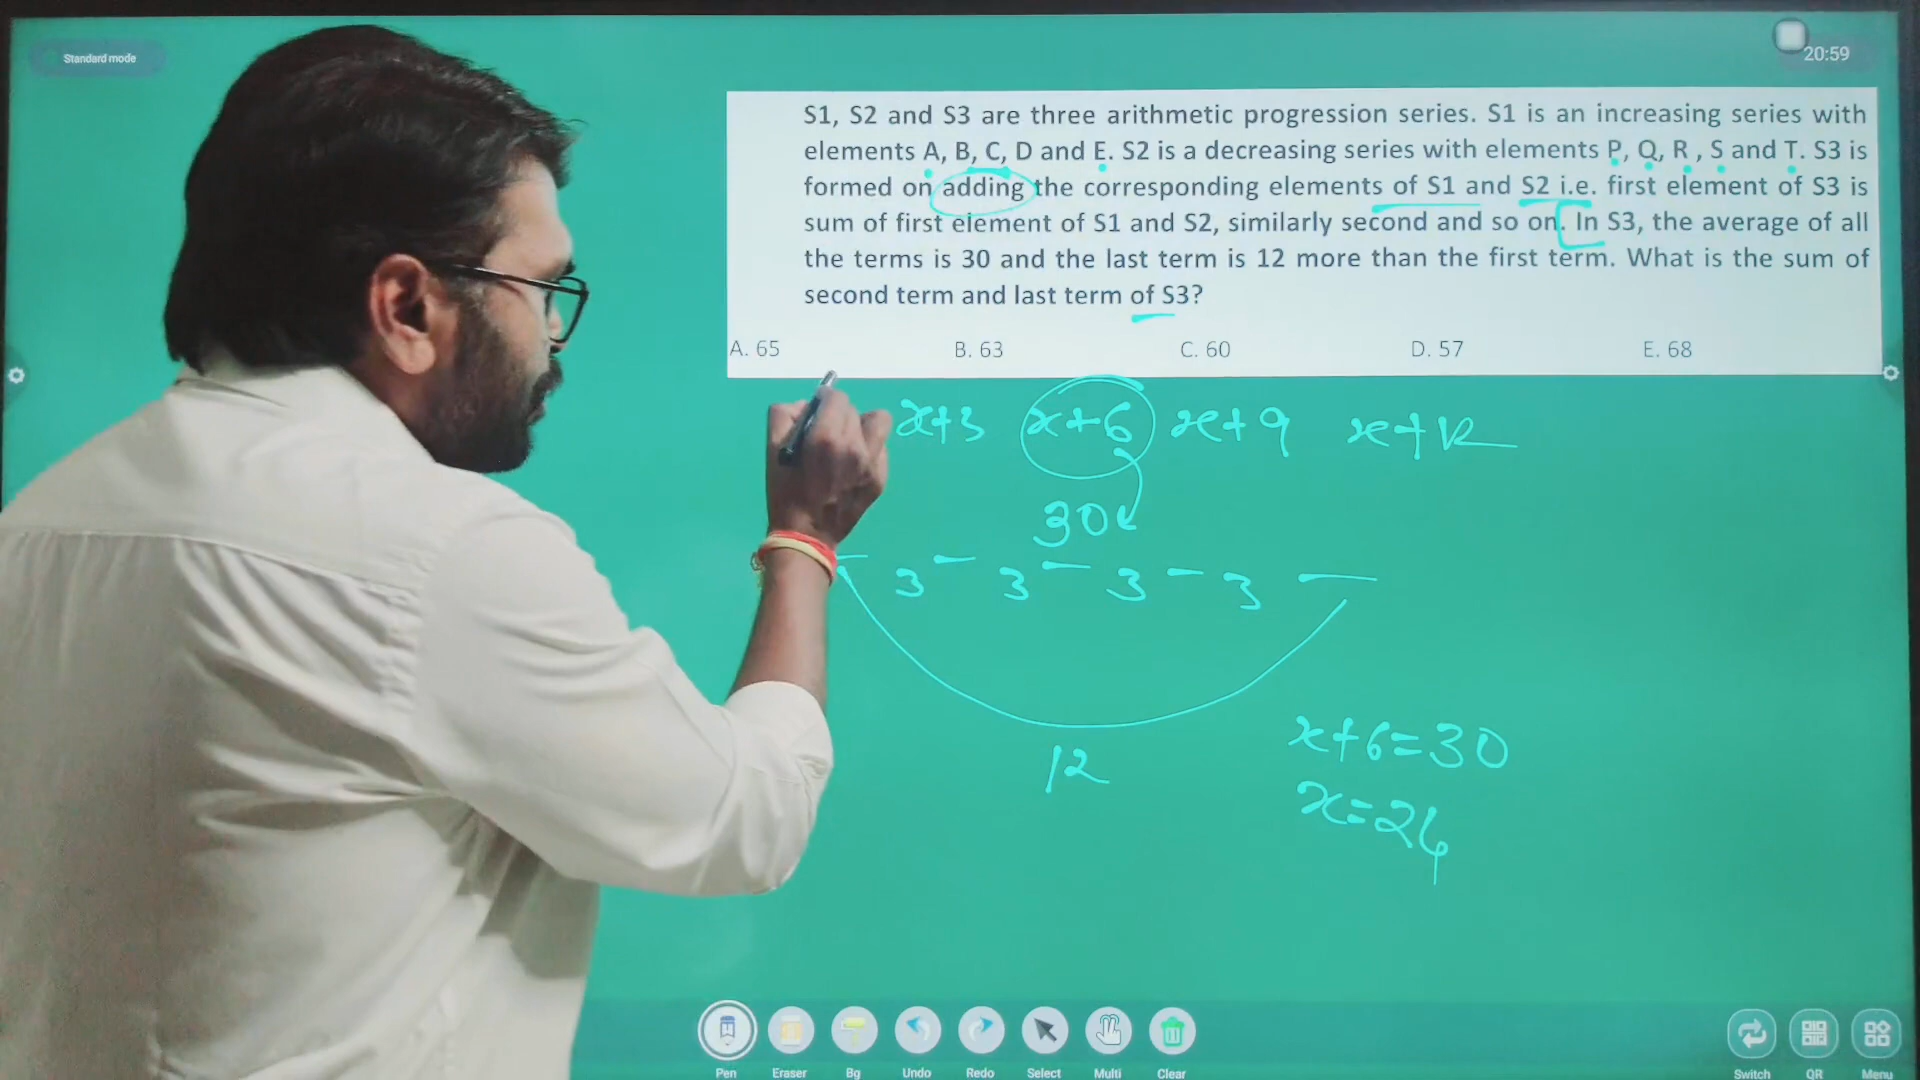 Standard mode
20:59
S1, S2 and S3 are three arithmetic progression series. S1 is an increasing series with
elements A, B, C, D and E. S2 is a decreasing series with elements P, Q, R , S and T. S3 is
formed on adding the corresponding elements of S1 and S2 i.e. first element of S3 is
sum of first element of S1 and S2, similarly second and so on. In S3, the average of all
the terms is 30 and the last term is 12 more than the first term. What is the sum of
second term and last term of S3?
A. 65 B. 63 C. 60 D. 57 E. 68
x+3 x+6 x+9 x+12
30
3 3 3 3
12
x+6=30
x=24
Pen Eraser Bg Undo Redo Select Multi Clear Switch QR Menu